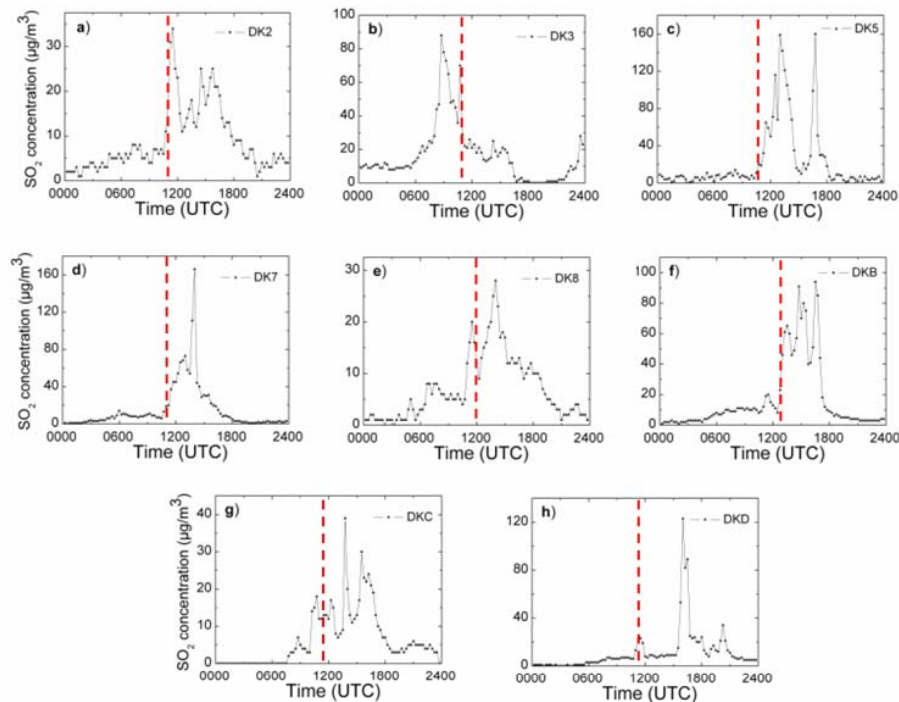 a)
DK2
SO₂ concentration (μg/m³)
30
20
10
0
0000 0600 1200 1800 2400
Time (UTC)
b)
DK3
100
80
60
40
20
0
0000 0600 1200 1800 2400
Time (UTC)
c)
DK5
160
120
80
40
0
0000 0600 1200 1800 2400
Time (UTC)
d)
DK7
SO₂ concentration (μg/m³)
160
120
80
40
0
0000 0600 1200 1800 2400
Time (UTC)
e)
DK8
30
20
10
0
0000 0600 1200 1800 2400
Time (UTC)
f)
DKB
100
80
60
40
20
0
0000 0600 1200 1800 2400
Time (UTC)
g)
DKC
SO₂ concentration (μg/m³)
40
30
20
10
0
0000 0600 1200 1800 2400
Time (UTC)
h)
DKD
120
80
40
0
0000 0600 1200 1800 2400
Time (UTC)